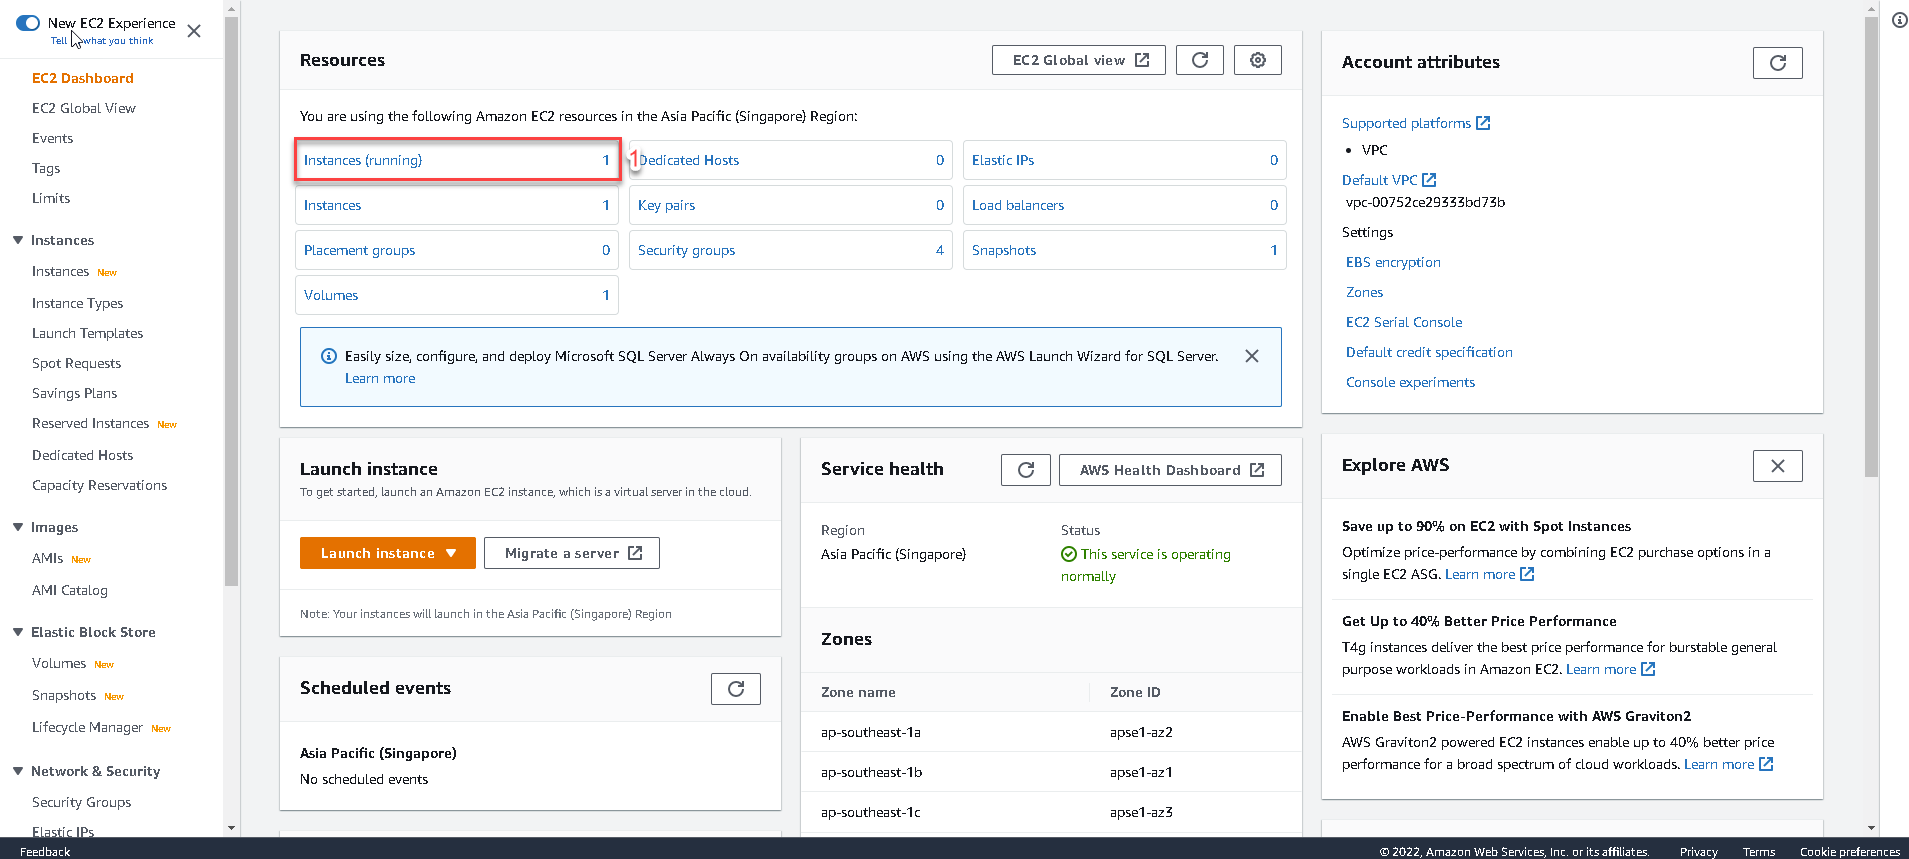 New EC2 Experience
Tell us what you think
EC2 Dashboard
EC2 Global View
Events
Tags
Limits
Instances
Instances New
Instance Types
Launch Templates
Spot Requests
Savings Plans
Reserved Instances New
Dedicated Hosts
Capacity Reservations
Images
AMIs New
AMI Catalog
Elastic Block Store
Volumes New
Snapshots New
Lifecycle Manager New
Network & Security
Security Groups
Elastic IPs
Resources
EC2 Global view
You are using the following Amazon EC2 resources in the Asia Pacific (Singapore) Region:
Instances (running) 1
1
Dedicated Hosts 0
Elastic IPs 0
Instances 1
Key pairs 0
Load balancers 0
Placement groups 0
Security groups 4
Snapshots 1
Volumes 1
Easily size, configure, and deploy Microsoft SQL Server Always On availability groups on AWS using the AWS Launch Wizard for SQL Server.
Learn more
Launch instance
To get started, launch an Amazon EC2 instance, which is a virtual server in the cloud.
Launch instance
Migrate a server
Note: Your instances will launch in the Asia Pacific (Singapore) Region
Scheduled events
Asia Pacific (Singapore)
No scheduled events
Service health
AWS Health Dashboard
Region
Asia Pacific (Singapore)
Status
This service is operating
normally
Zones
Zone name Zone ID
ap-southeast-1a apse1-az2
ap-southeast-1b apse1-az1
ap-southeast-1c apse1-az3
Account attributes
Supported platforms
• VPC
Default VPC
vpc-00752ce29333bd73b
Settings
EBS encryption
Zones
EC2 Serial Console
Default credit specification
Console experiments
Explore AWS
Save up to 90% on EC2 with Spot Instances
Optimize price-performance by combining EC2 purchase options in a
single EC2 ASG. Learn more
Get Up to 40% Better Price Performance
T4g instances deliver the best price performance for burstable general
purpose workloads in Amazon EC2. Learn more
Enable Best Price-Performance with AWS Graviton2
AWS Graviton2 powered EC2 instances enable up to 40% better price
performance for a broad spectrum of cloud workloads. Learn more
Feedback
© 2022, Amazon Web Services, Inc. or its affiliates. Privacy Terms Cookie preferences